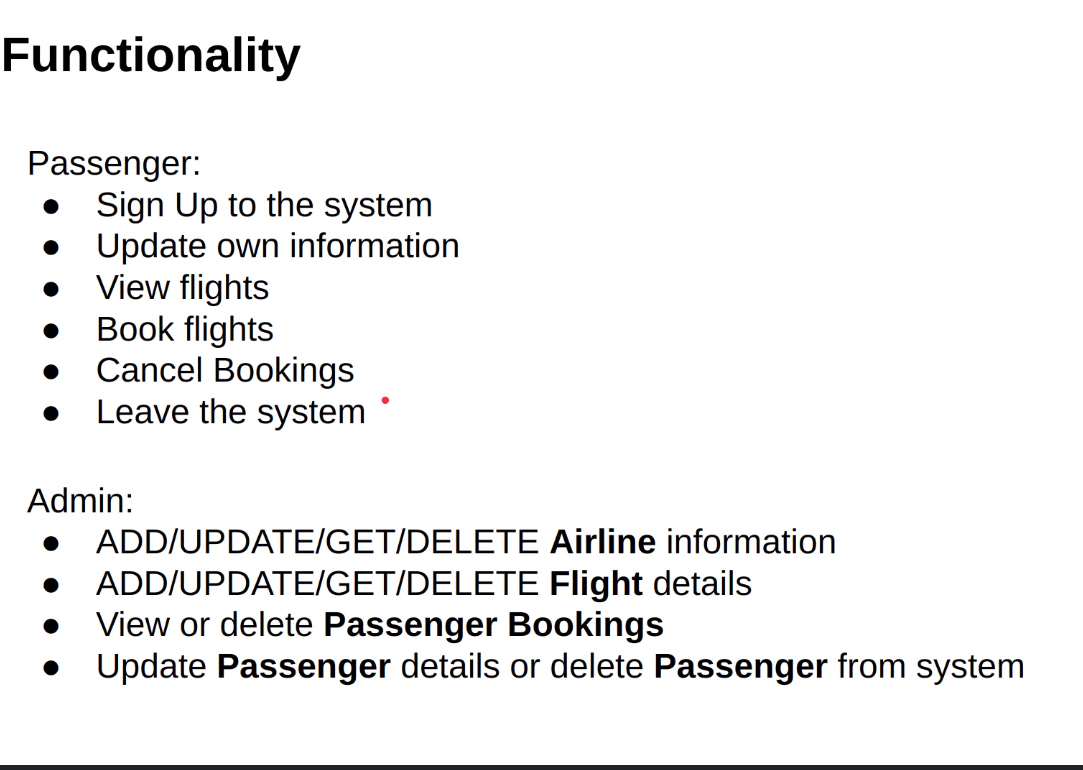 Functionality
Passenger:
● Sign Up to the system
● Update own information
● View flights
● Book flights
● Cancel Bookings
● Leave the system
Admin:
● ADD/UPDATE/GET/DELETE Airline information
● ADD/UPDATE/GET/DELETE Flight details
● View or delete Passenger Bookings
● Update Passenger details or delete Passenger from system